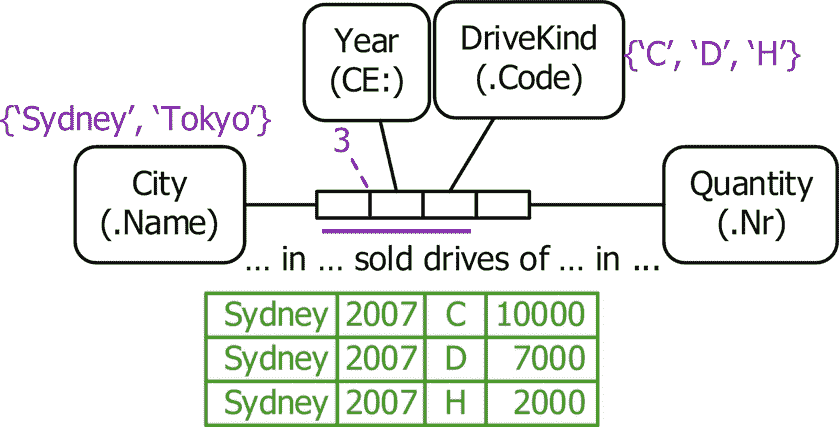 Year
(CE:)
DriveKind
(.Code)
{‘C’, ‘D’, ‘H’}
{‘Sydney’, ‘Tokyo’}
3
City
(.Name)
Quantity
(.Nr)
... in ... sold drives of ... in ...
Sydney 2007 C 10000
Sydney 2007 D 7000
Sydney 2007 H 2000